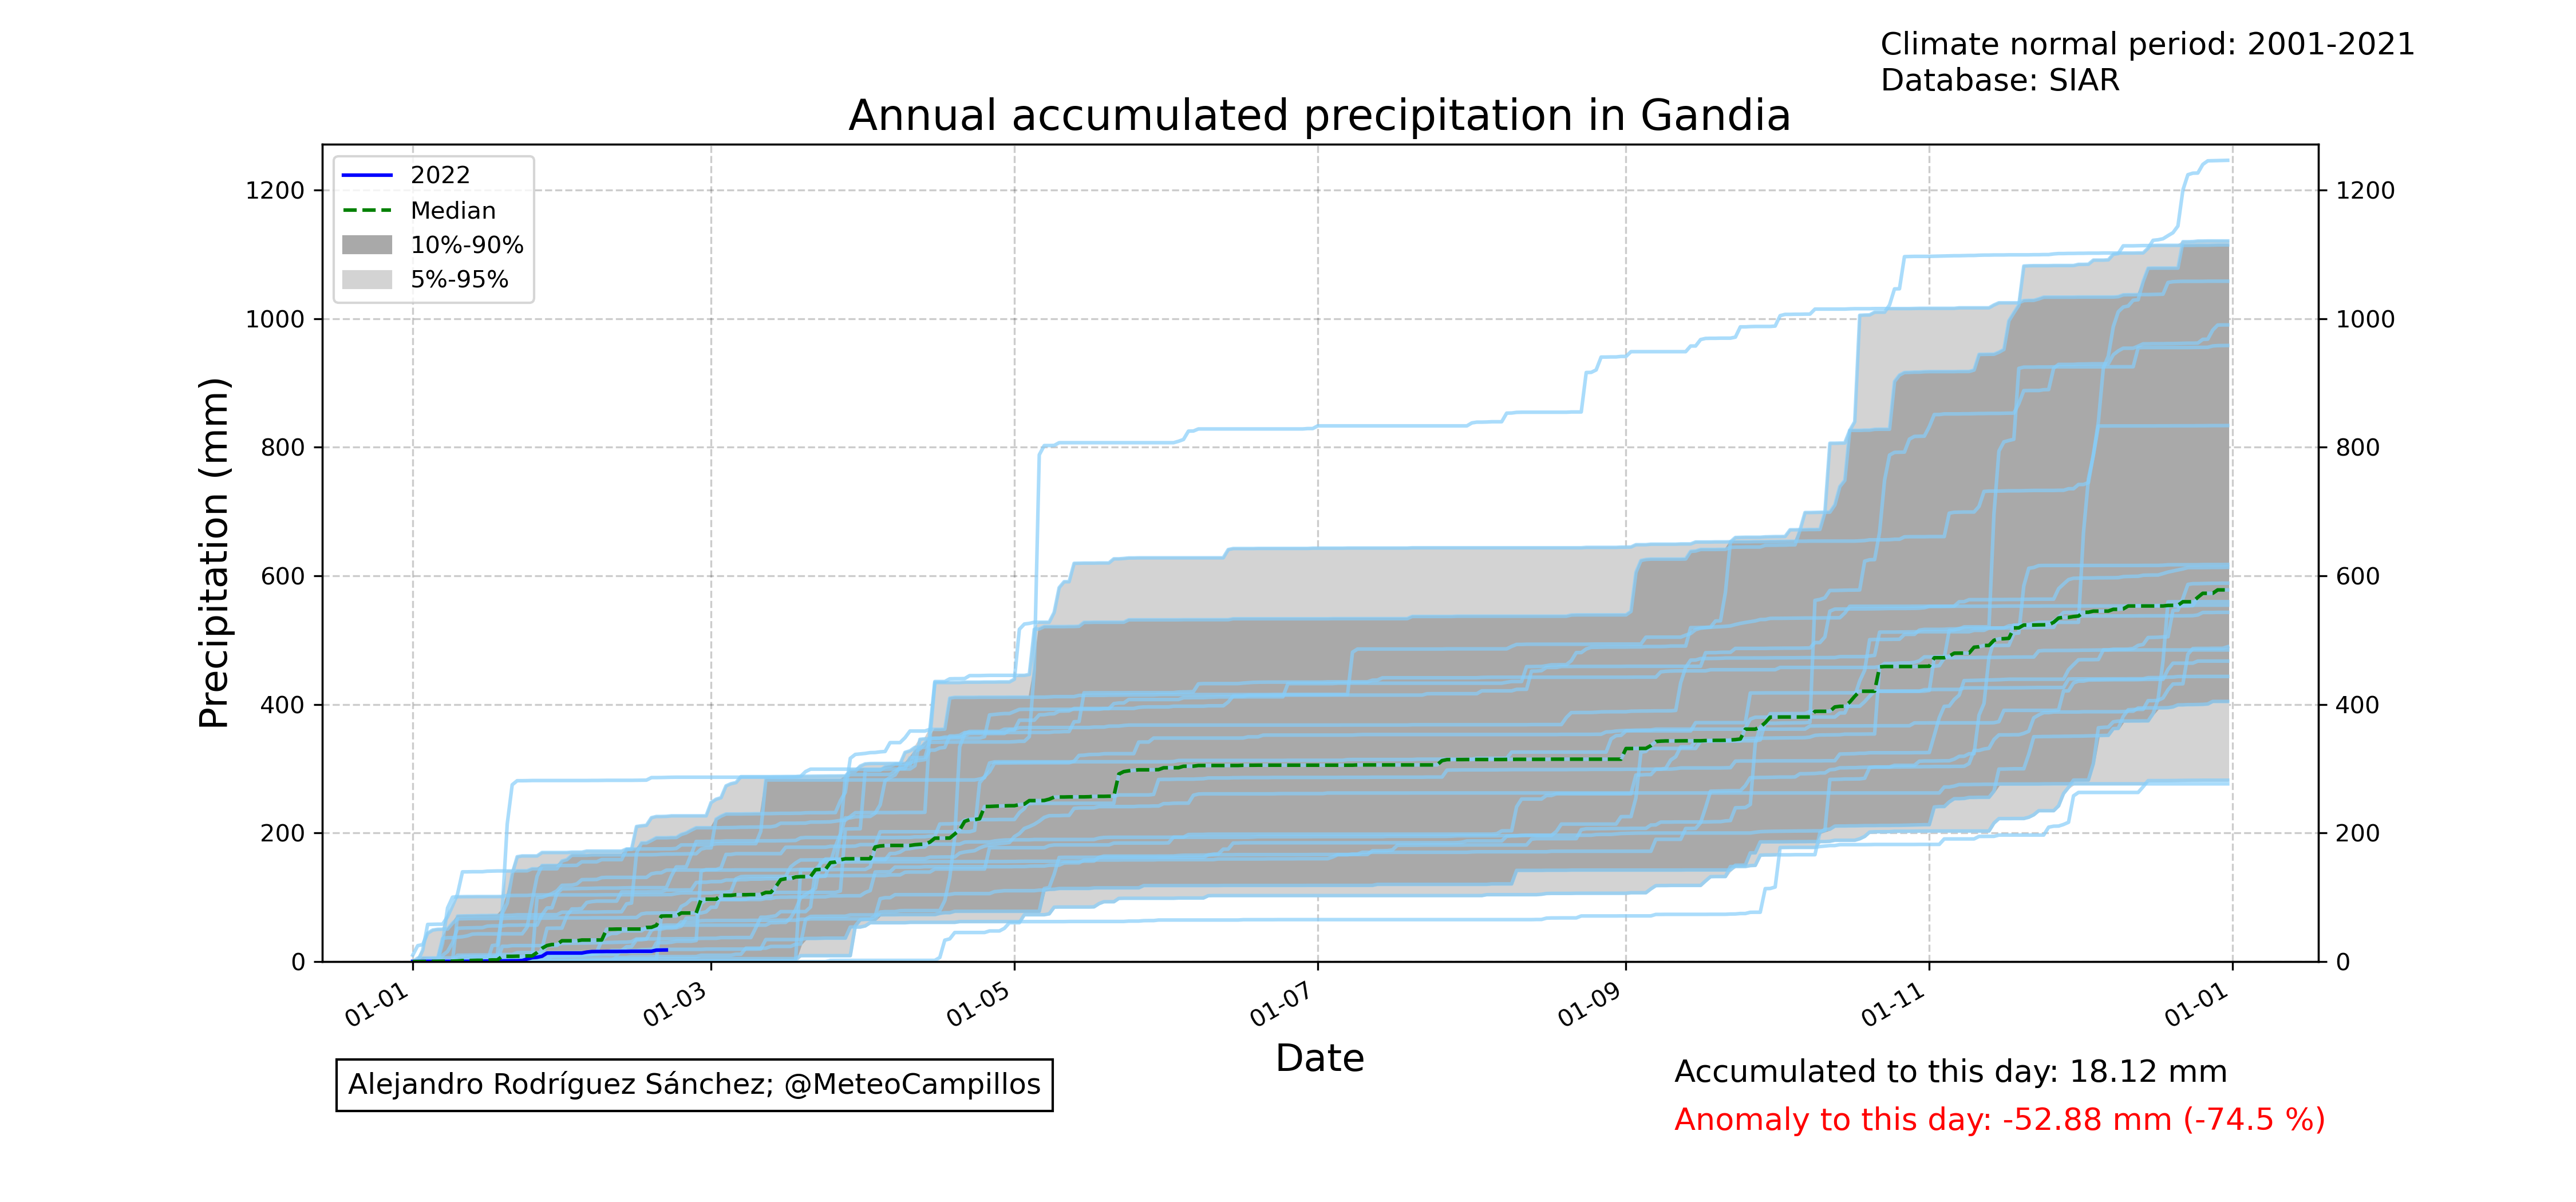 Climate normal period: 2001-2021
Database: SIAR
Annual accumulated precipitation in Gandia
2022
Median
10%-90%
5%-95%
Precipitation (mm)
1200
1000
800
600
400
200
0
1200
1000
800
600
400
200
0
01-01
01-03
01-05
01-07
01-09
01-11
01-01
Date
Alejandro Rodríguez Sánchez; @MeteoCampillos
Accumulated to this day: 18.12 mm
Anomaly to this day: -52.88 mm (-74.5 %)